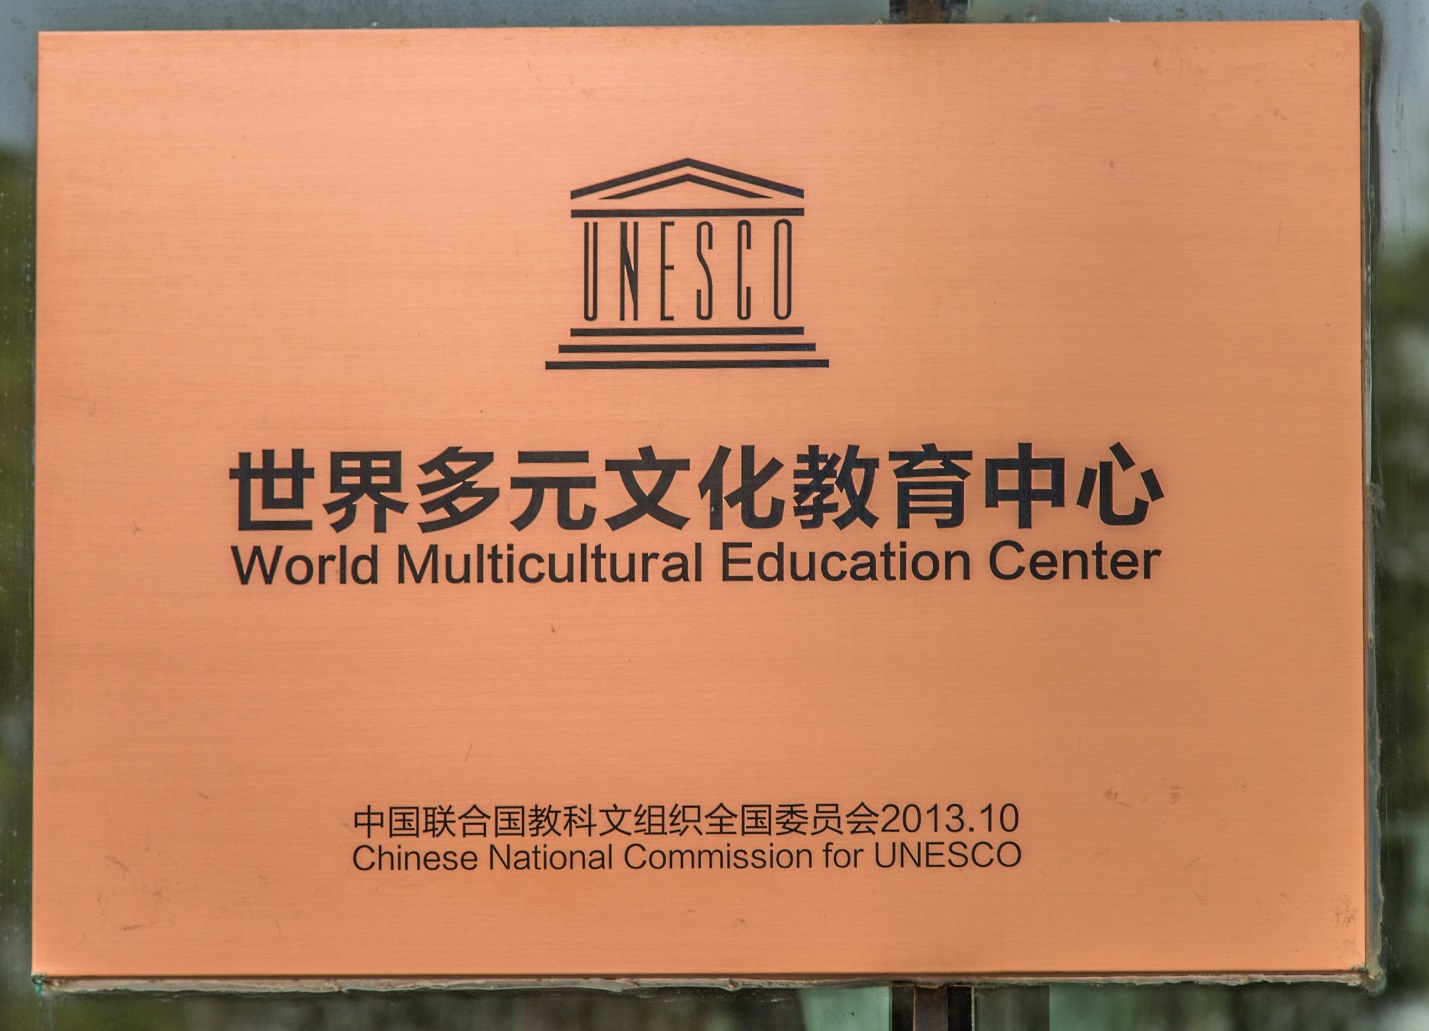 UNESCO
世界多元文化教育中心
World Multicultural Education Center
中国联合国教科文组织全国委员会2013.10
Chinese National Commission for UNESCO